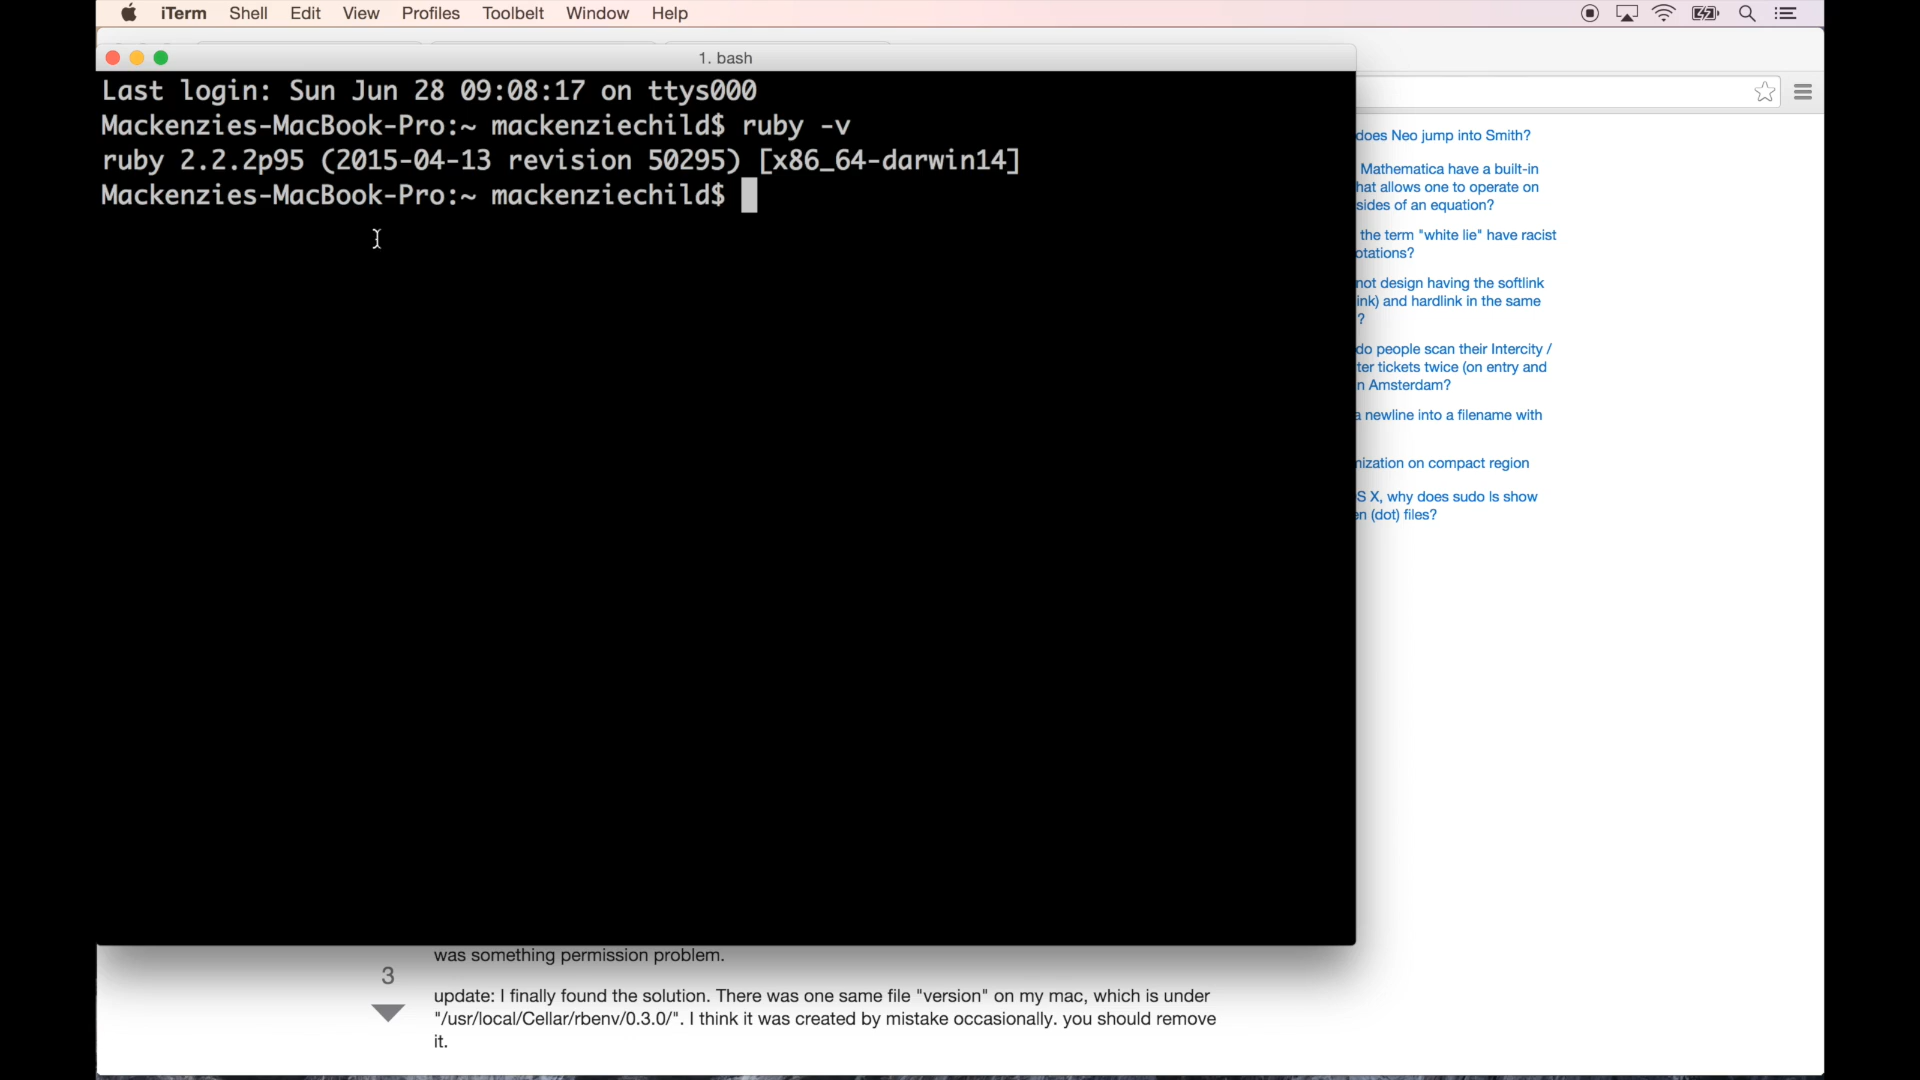 iTerm Shell Edit View Profiles Toolbelt Window Help
1. bash
Last login: Sun Jun 28 09:08:17 on ttys000
Mackenzies-MacBook-Pro:~ mackenziechild$ ruby -v
ruby 2.2.2p95 (2015-04-13 revision 50295) [x86_64-darwin14]
Mackenzies-MacBook-Pro:~ mackenziechild$
does Neo jump into Smith?
Mathematica have a built-in
hat allows one to operate on
sides of an equation?
the term "white lie" have racist
otations?
not design having the softlink
ink) and hardlink in the same
?
do people scan their Intercity /
ter tickets twice (on entry and
n Amsterdam?
a newline into a filename with
nization on compact region
S X, why does sudo ls show
en (dot) files?
was something permission problem.
3
update: I finally found the solution. There was one same file "version" on my mac, which is under
"/usr/local/Cellar/rbenv/0.3.0/". I think it was created by mistake occasionally. you should remove
it.